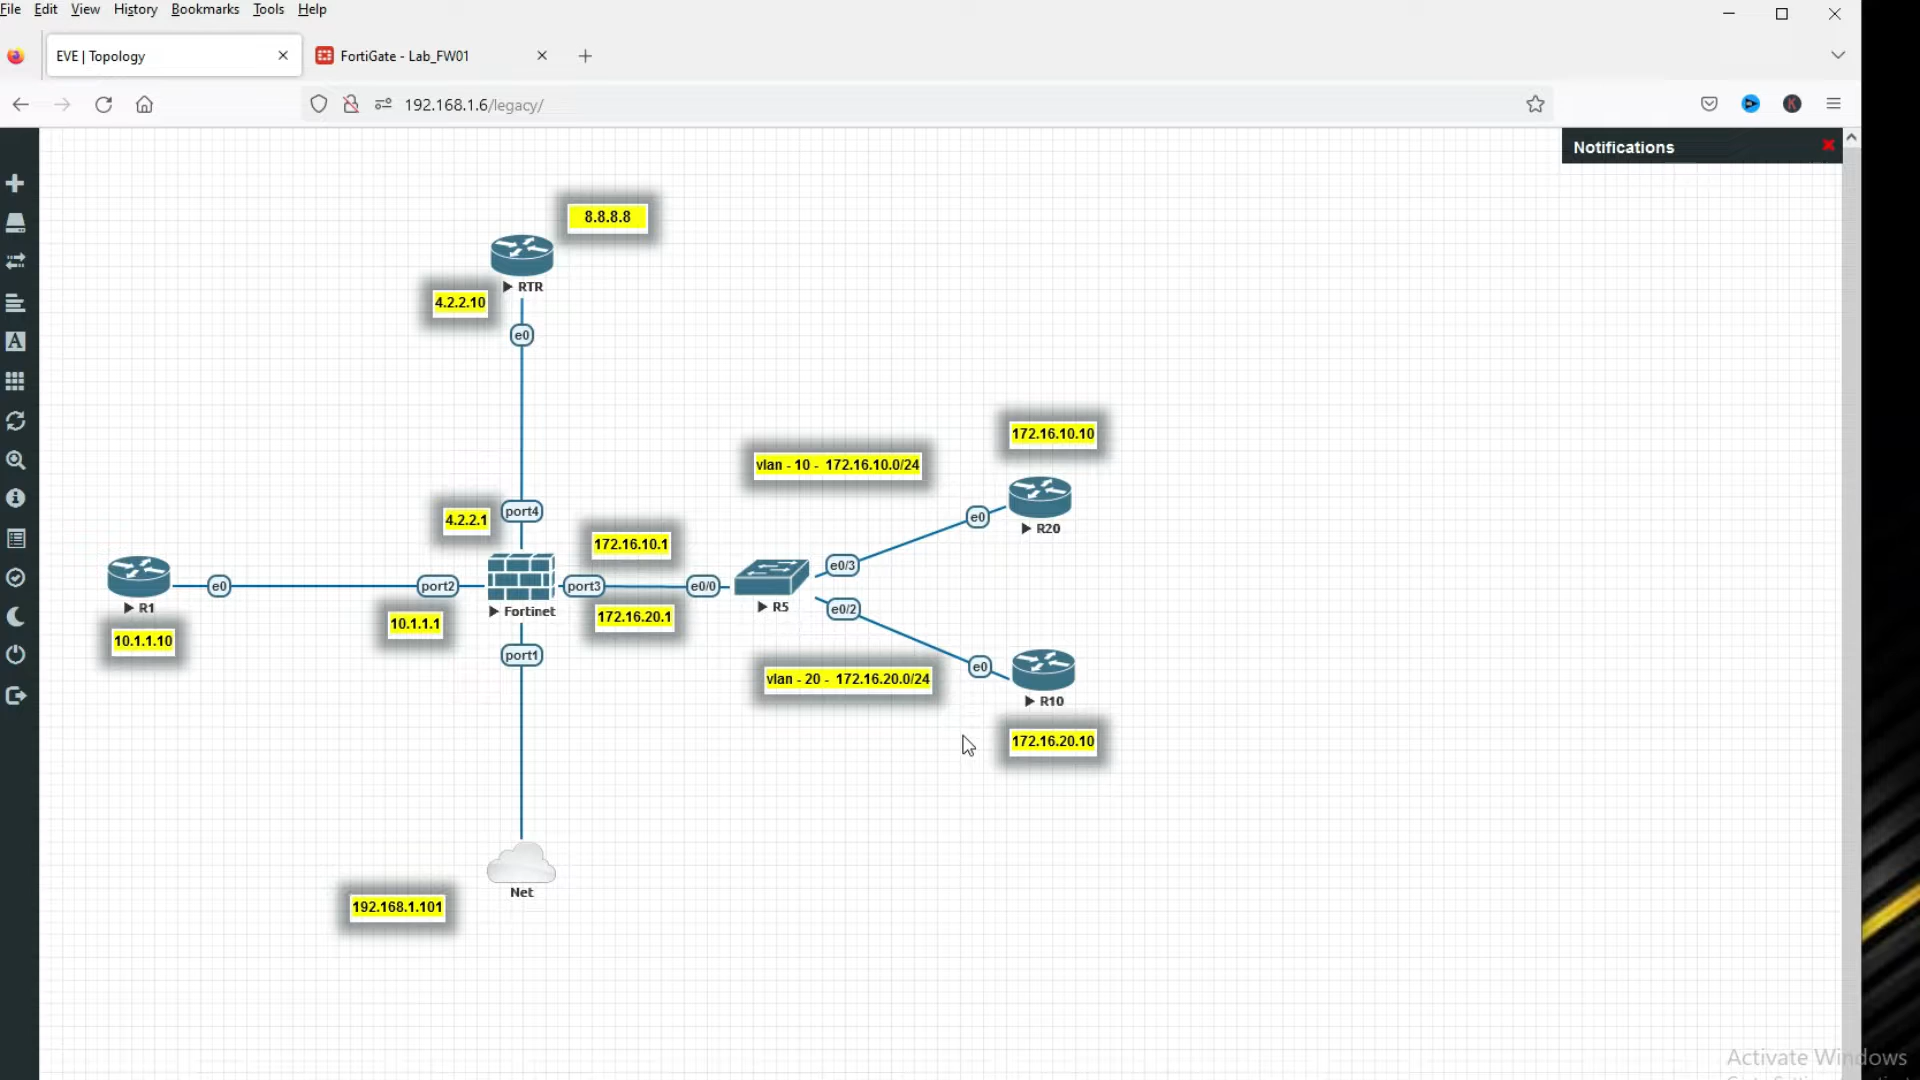 File Edit View History Bookmarks Tools Help
EVE | Topology
FortiGate - Lab_FW01
192.168.1.6/legacy/
Notifications
8.8.8.8
RTR
4.2.2.10
e0
172.16.10.10
vlan - 10 - 172.16.10.0/24
R20
e0
4.2.2.1
port4
172.16.10.1
e0/3
R1
e0
10.1.1.10
port2
10.1.1.1
Fortinet
port3
172.16.20.1
e0/0
R5
e0/2
port1
e0
vlan - 20 - 172.16.20.0/24
R10
172.16.20.10
Net
192.168.1.101
Activate Windows